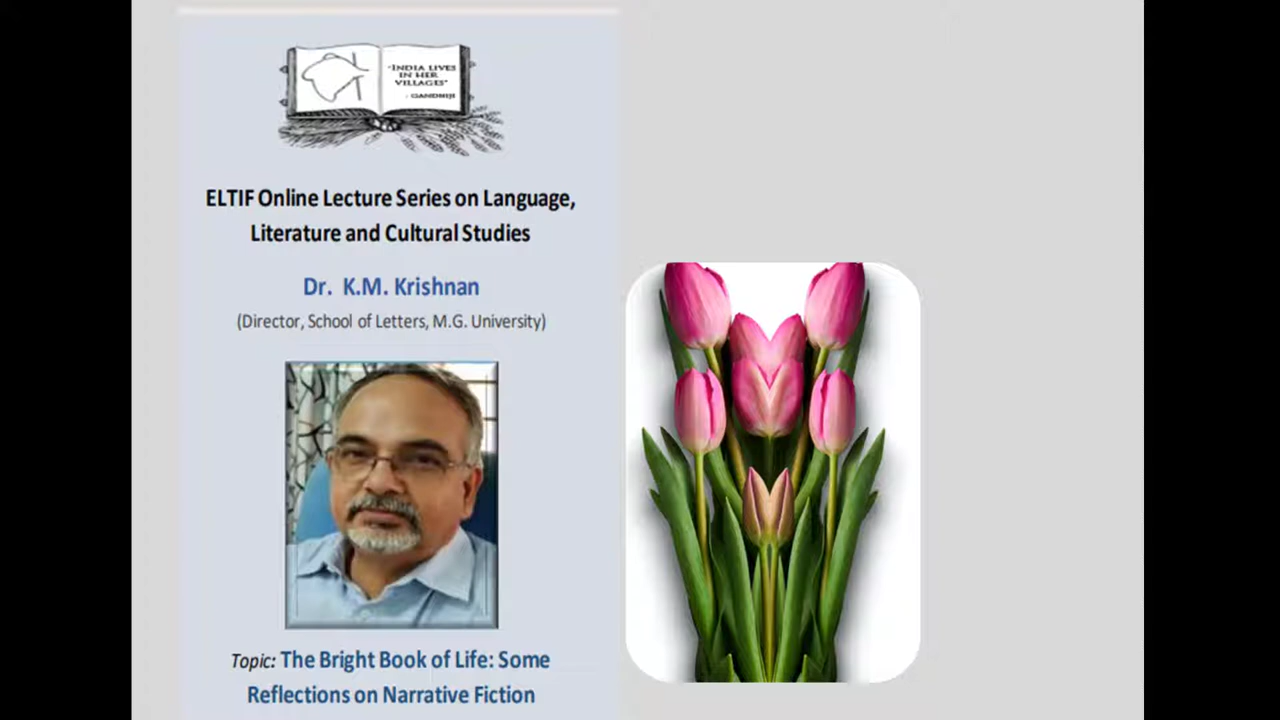 "INDIA LIVES
IN HER
VILLAGES"
- GANDHIJI
ELTIF Online Lecture Series on Language,
Literature and Cultural Studies
Dr. K.M. Krishnan
(Director, School of Letters, M.G. University)
Topic: The Bright Book of Life: Some
Reflections on Narrative Fiction